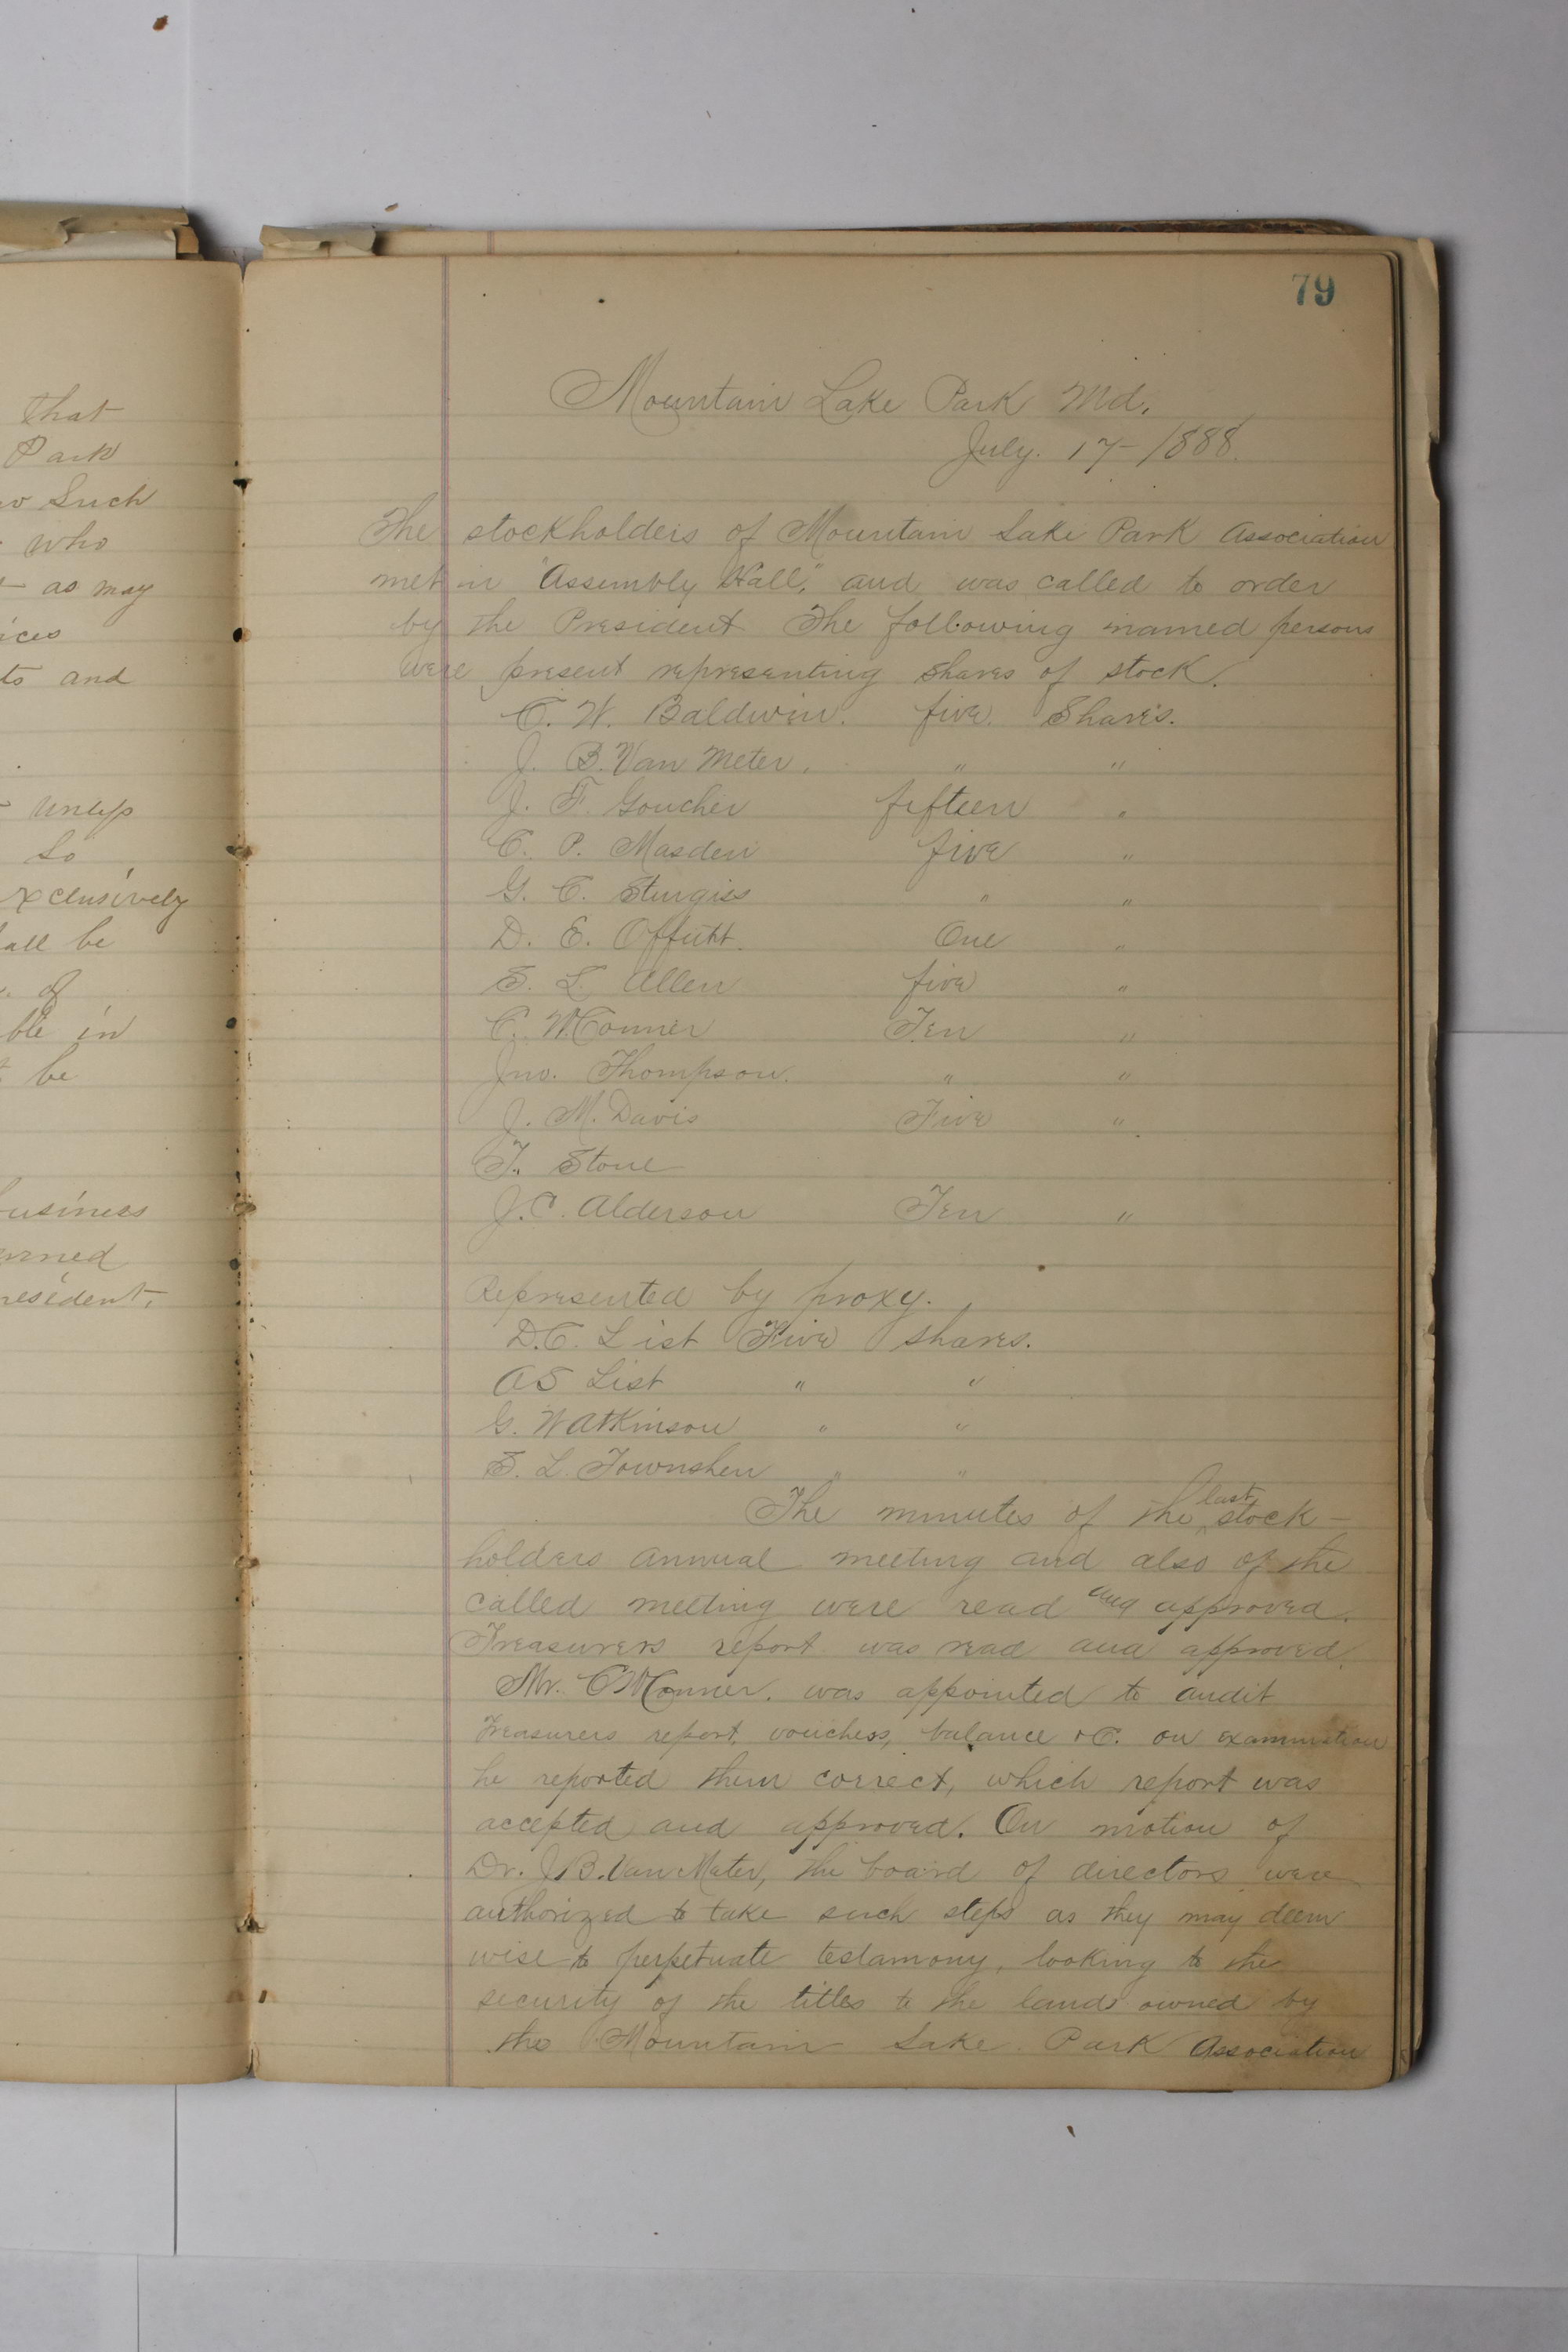 that
Park
Such
who
as may
ices
ts and
unless
So
xclusively
all be
of
ble in
be
business
urned
resident.
79
Mountain Lake Park Md.
July. 17-1888.
The stockholders of Mountain Lake Park Association
met in "Assembly Hall," and was called to order
by the President The following named persons
were present representing shares of stock.
C. W. Baldwin. five Shares.
J. B. Van Meter. " "
J. F. Goucher fifteen "
C. P. Masden five "
G. C. Sturgiss " "
D. E. Offutt. One "
S. L. Allen five "
C. W. Conner Ten "
Jno. Thompson. " "
J. M. Davis Five "
F. Stone
J. C. Alderson Ten "
Represented by proxy.
D.C. List Five shares.
A S List " "
G. W Atkinson " "
S. L. Townshen " "
The minutes of the last stock-
holders annual meeting and also of the
called meeting were read and approved.
Treasurers report was read and approved.
Mr. C W Conner. was appointed to audit
Treasurers report, vouchess, balance &C. on examination
he reported them correct, which report was
accepted and approved. On motion of
Dr. J B. Van Meter, the board of directors were
authorized to take such steps as they may deem
wise to perpetuate testamony, looking to the
security of the titles to the land owned by
the Mountain Lake Park Association